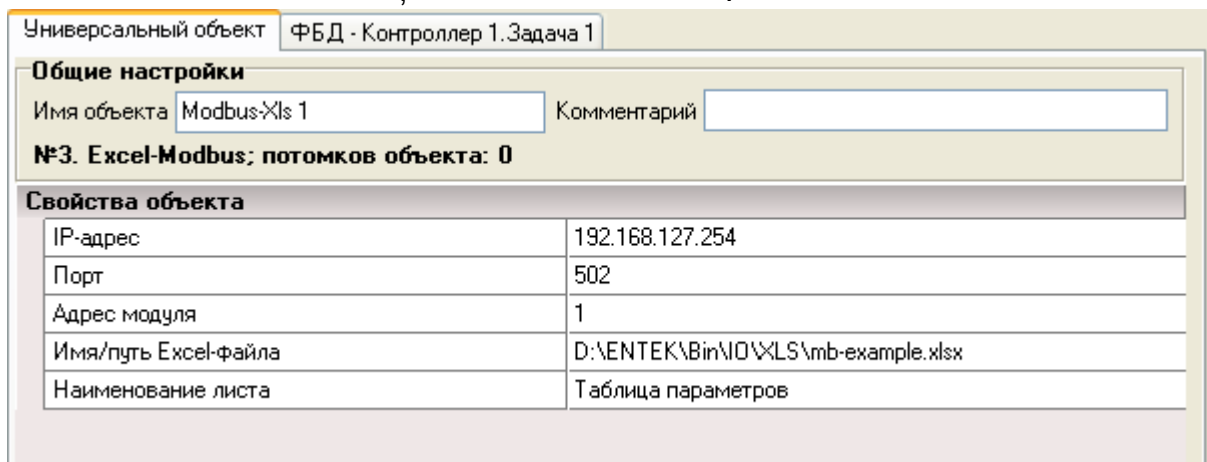 Универсальный объект ФБД - Контроллер 1.Задача 1
Общие настройки
Имя объекта Modbus-Xls 1 Комментарий
№3. Excel-Modbus; потомков объекта: 0
Свойства объекта
IP-адрес 192.168.127.254
Порт 502
Адрес модуля 1
Имя/путь Excel-файла D:\ENTEK\Bin\IO\XLS\mb-example.xlsx
Наименование листа Таблица параметров